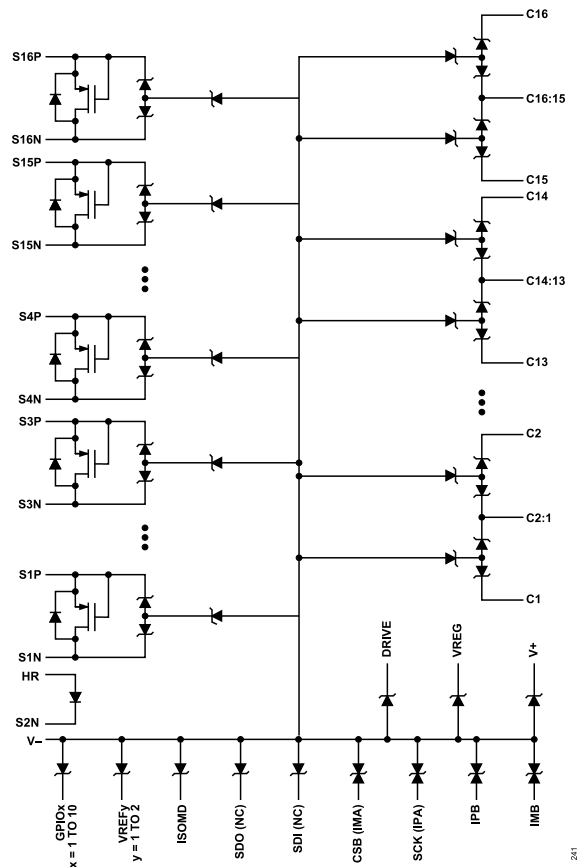 C16
S16P
C16:15
S16N
S15P
C15
C14
S15N
C14:13
S4P
C13
S4N
S3P
C2
S3N
C2:1
S1P
C1
S1N
HR
DRIVE
VREG
V+
S2N
V–
GPIOx
x = 1 TO 10
VREFy
y = 1 TO 2
ISOMD
SDO (NC)
SDI (NC)
CSB (IMA)
SCK (IPA)
IPB
IMB
241